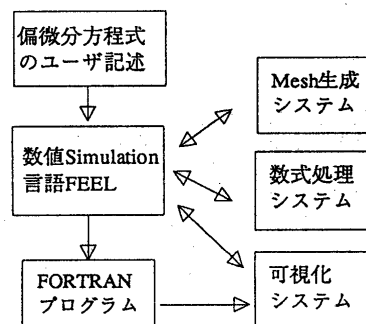 偏微分方程式
のユーザ記述
Mesh生成
システム
数値Simulation
言語FEEL
数式処理
システム
FORTRAN
プログラム
可視化
システム